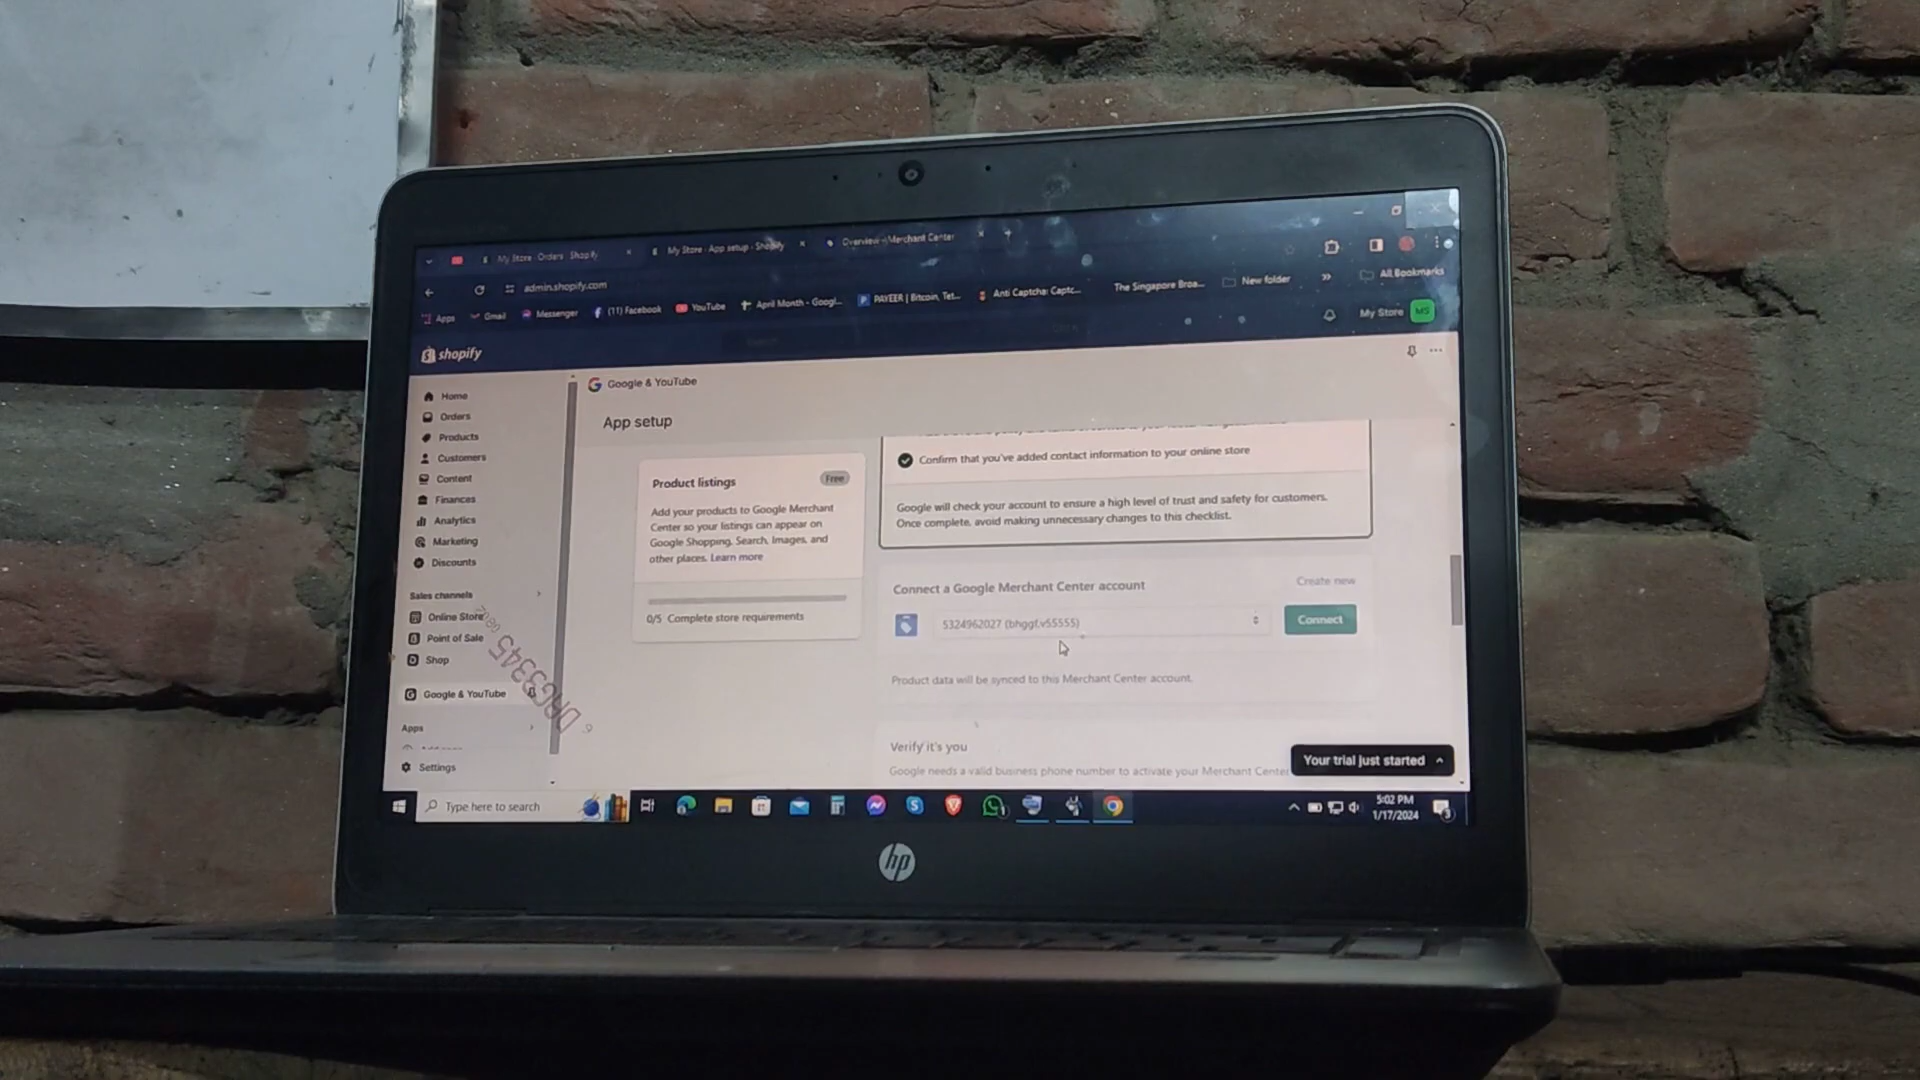 My Store · Orders · Shopify
My Store · App setup · Shopify
Overview - Merchant Center
admin.shopify.com
Apps
Gmail
Messenger
(11) Facebook
YouTube
April Month - Googl...
PAYEER | Bitcoin, Tet...
Anti Captcha: Captc...
The Singapore Broa...
New folder
»
All Bookmarks
shopify
My Store
MS
Home
Orders
Products
Customers
Content
Finances
Analytics
Marketing
Discounts
Sales channels
Online Store
Point of Sale
Shop
Google & YouTube
Apps
Settings
DRG3345
Google & YouTube
App setup
Product listings
Free
Add your products to Google Merchant
Center so your listings can appear on
Google Shopping, Search, Images, and
other places. Learn more
0/5 Complete store requirements
Confirm that you've added contact information to your online store
Google will check your account to ensure a high level of trust and safety for customers.
Once complete, avoid making unnecessary changes to this checklist.
Connect a Google Merchant Center account
Create new
5324962027 (bhggf.v55555)
Connect
Product data will be synced to this Merchant Center account.
Verify it's you
Google needs a valid business phone number to activate your Merchant Center
Your trial just started
Type here to search
5:02 PM
1/17/2024
3
hp